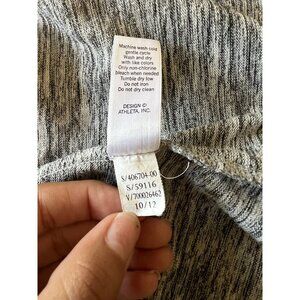 Machine wash cold
gentle cycle
Wash and dry
with like colors
Only non-chlorine
bleach when needed
Tumble dry low
Do not iron
Do not dry clean
DESIGN ©
ATHLETA, INC.
S/406704-00
S/59116
V/700026462
10/12